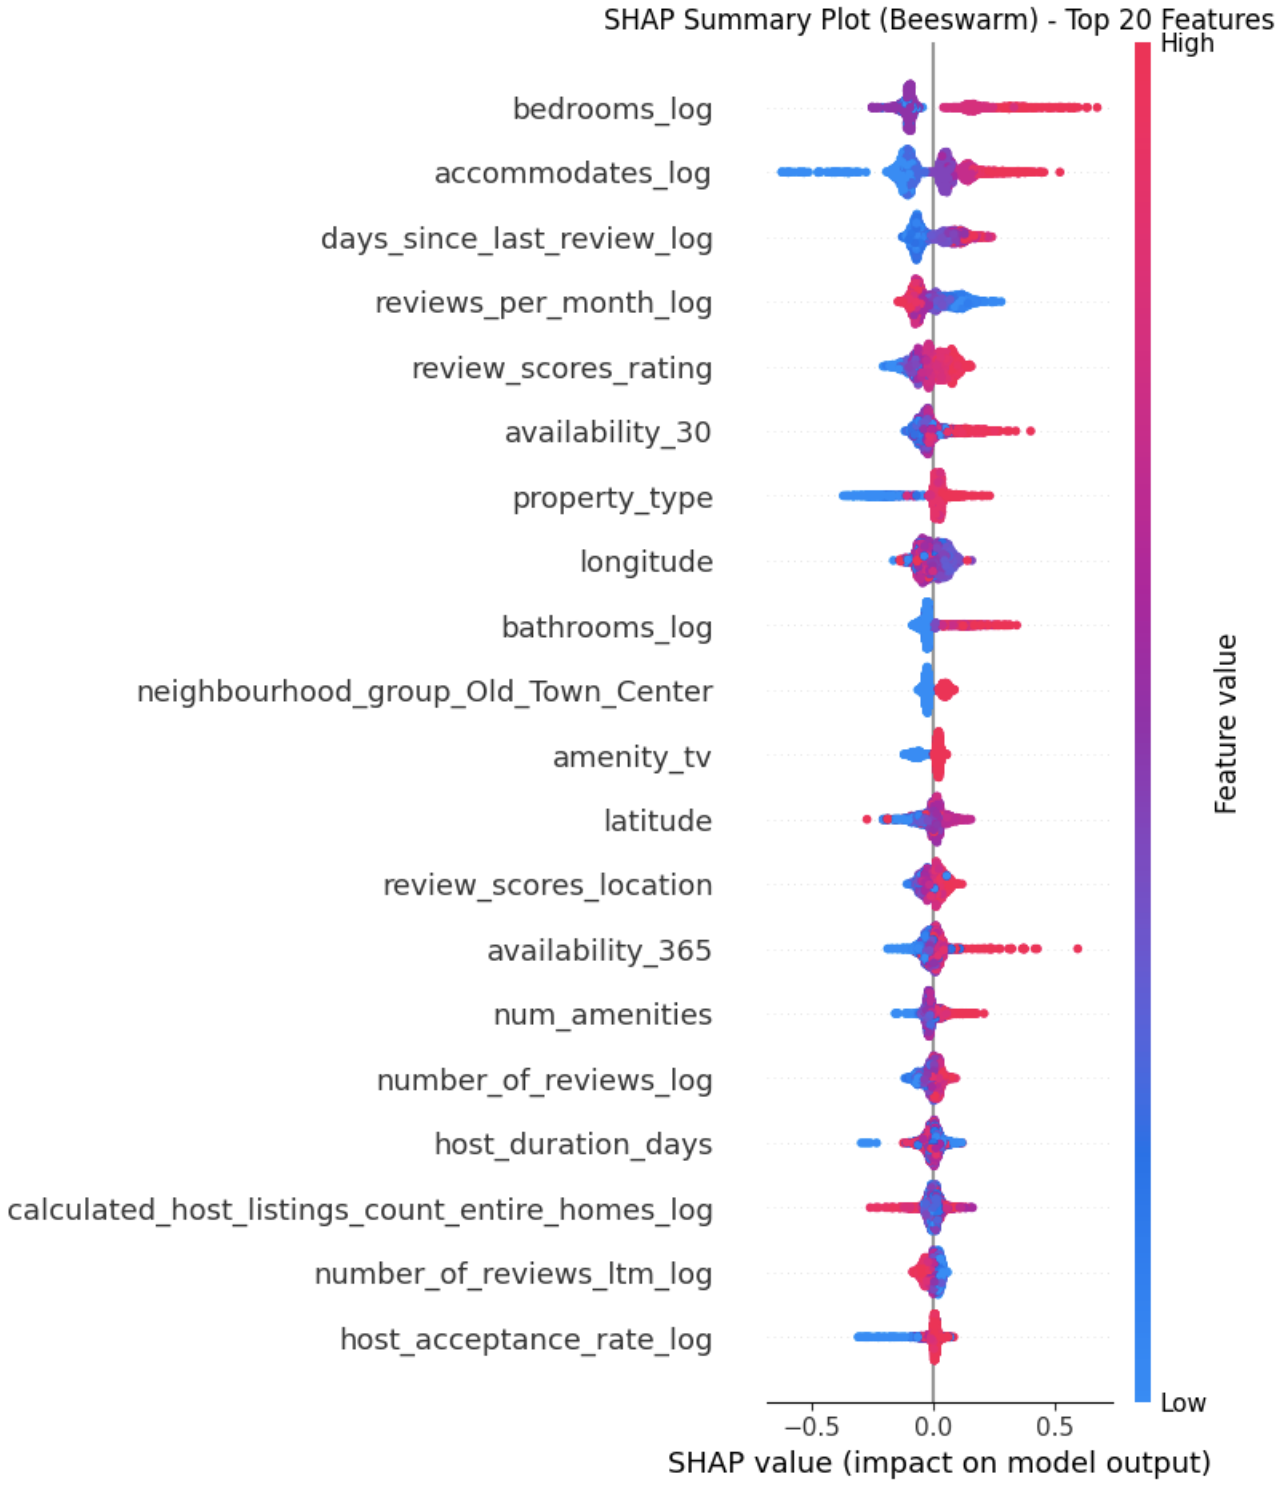 SHAP Summary Plot (Beeswarm) - Top 20 Features
High
bedrooms_log
accommodates_log
days_since_last_review_log
reviews_per_month_log
review_scores_rating
availability_30
property_type
longitude
bathrooms_log
neighbourhood_group_Old_Town_Center
amenity_tv
latitude
review_scores_location
availability_365
num_amenities
number_of_reviews_log
host_duration_days
calculated_host_listings_count_entire_homes_log
number_of_reviews_ltm_log
host_acceptance_rate_log
Feature value
Low
−0.5 0.0 0.5
SHAP value (impact on model output)